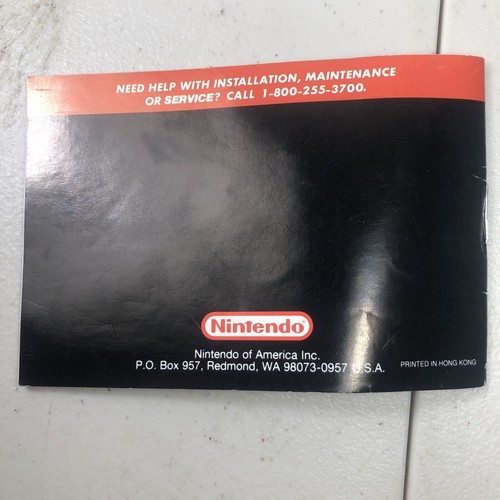 NEED HELP WITH INSTALLATION, MAINTENANCE
OR SERVICE? CALL 1-800-255-3700.
Nintendo®
Nintendo of America Inc.
P.O. Box 957, Redmond, WA 98073-0957 U.S.A.
PRINTED IN HONG KONG